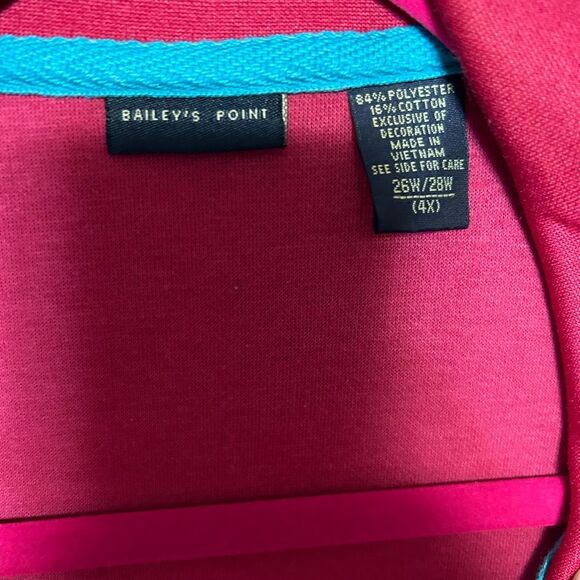 BAILEY'S POINT
84% POLYESTER
16% COTTON
EXCLUSIVE OF
DECORATION
MADE IN
VIETNAM
SEE SIDE FOR CARE
26W/28W
(4X)